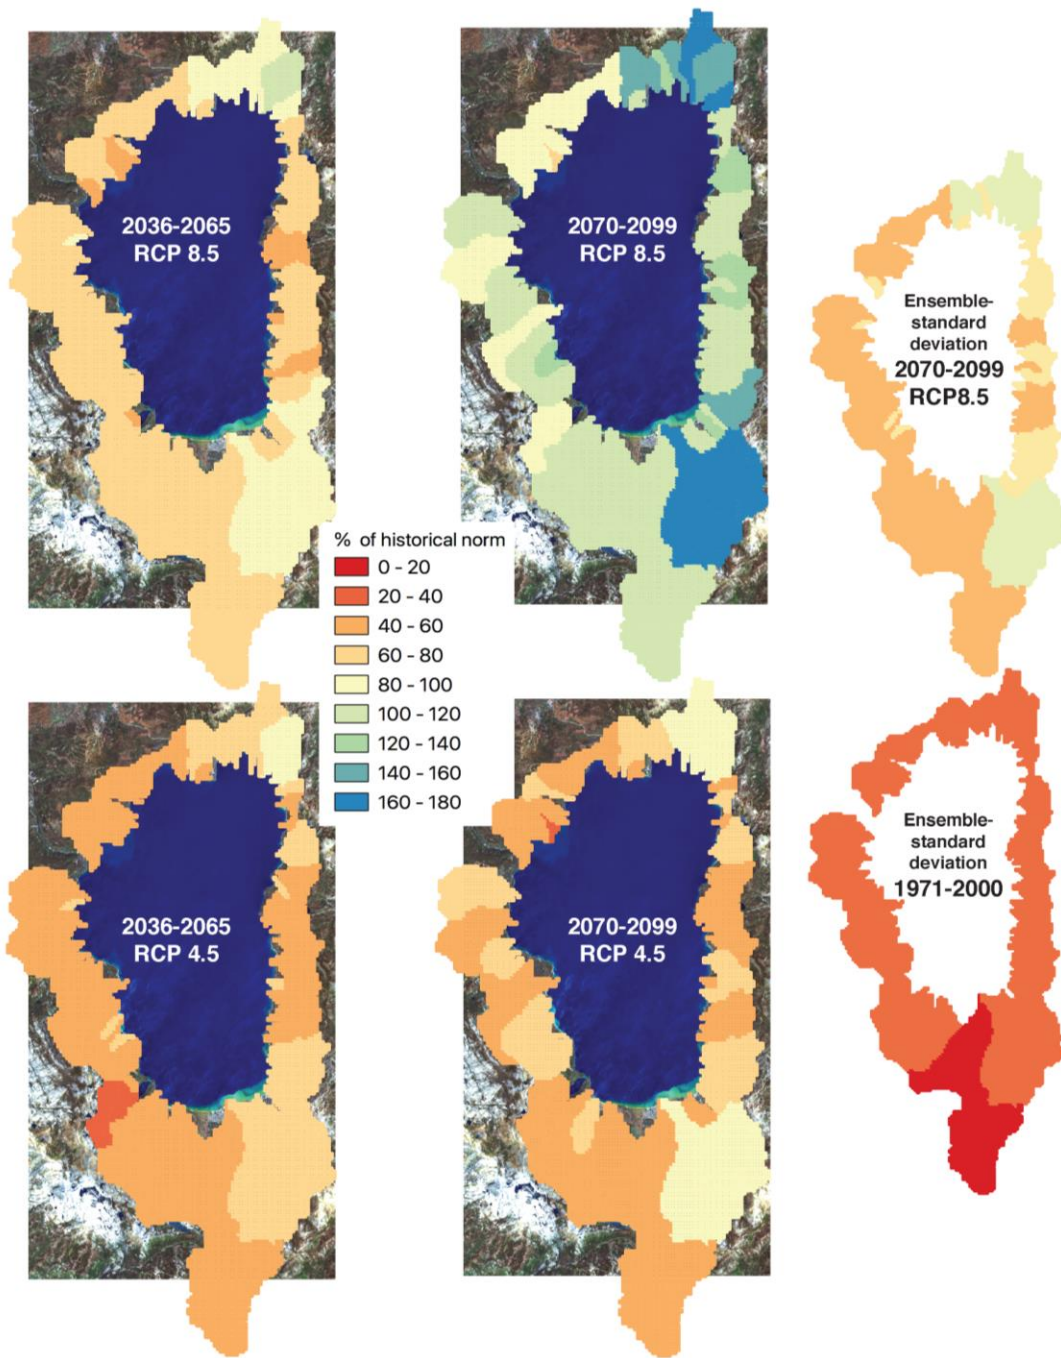 2036-2065
RCP 8.5
2070-2099
RCP 8.5
Ensemble-
standard
deviation
2070-2099
RCP8.5
% of historical norm
0 - 20
20 - 40
40 - 60
60 - 80
80 - 100
100 - 120
120 - 140
140 - 160
160 - 180
2036-2065
RCP 4.5
2070-2099
RCP 4.5
Ensemble-
standard
deviation
1971-2000